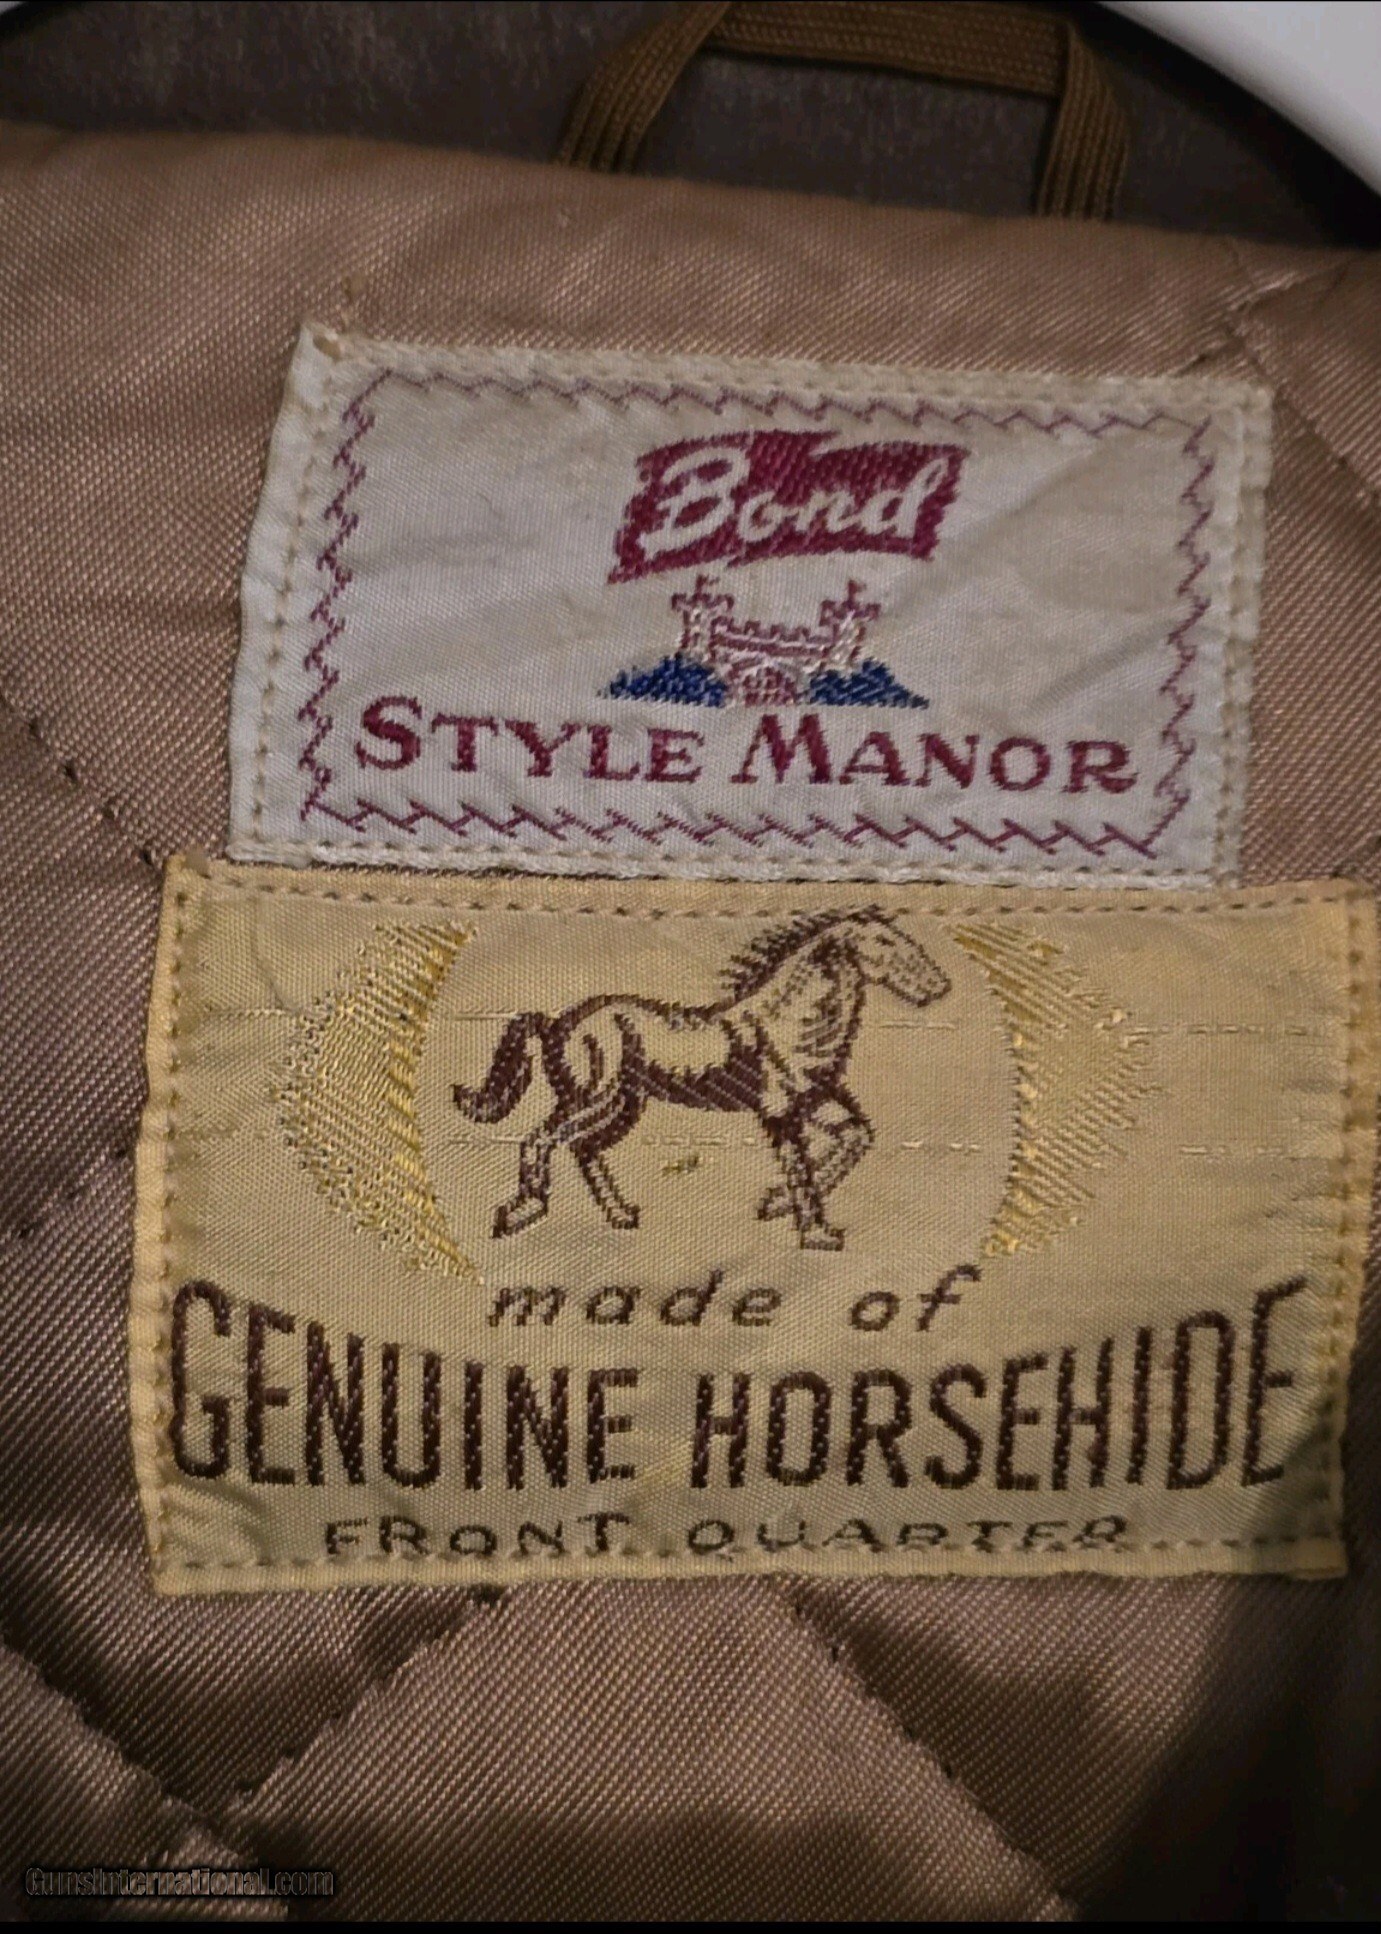 Bond
STYLE MANOR
made of
GENUINE HORSEHIDE
FRONT QUARTER
GunsInternational.com